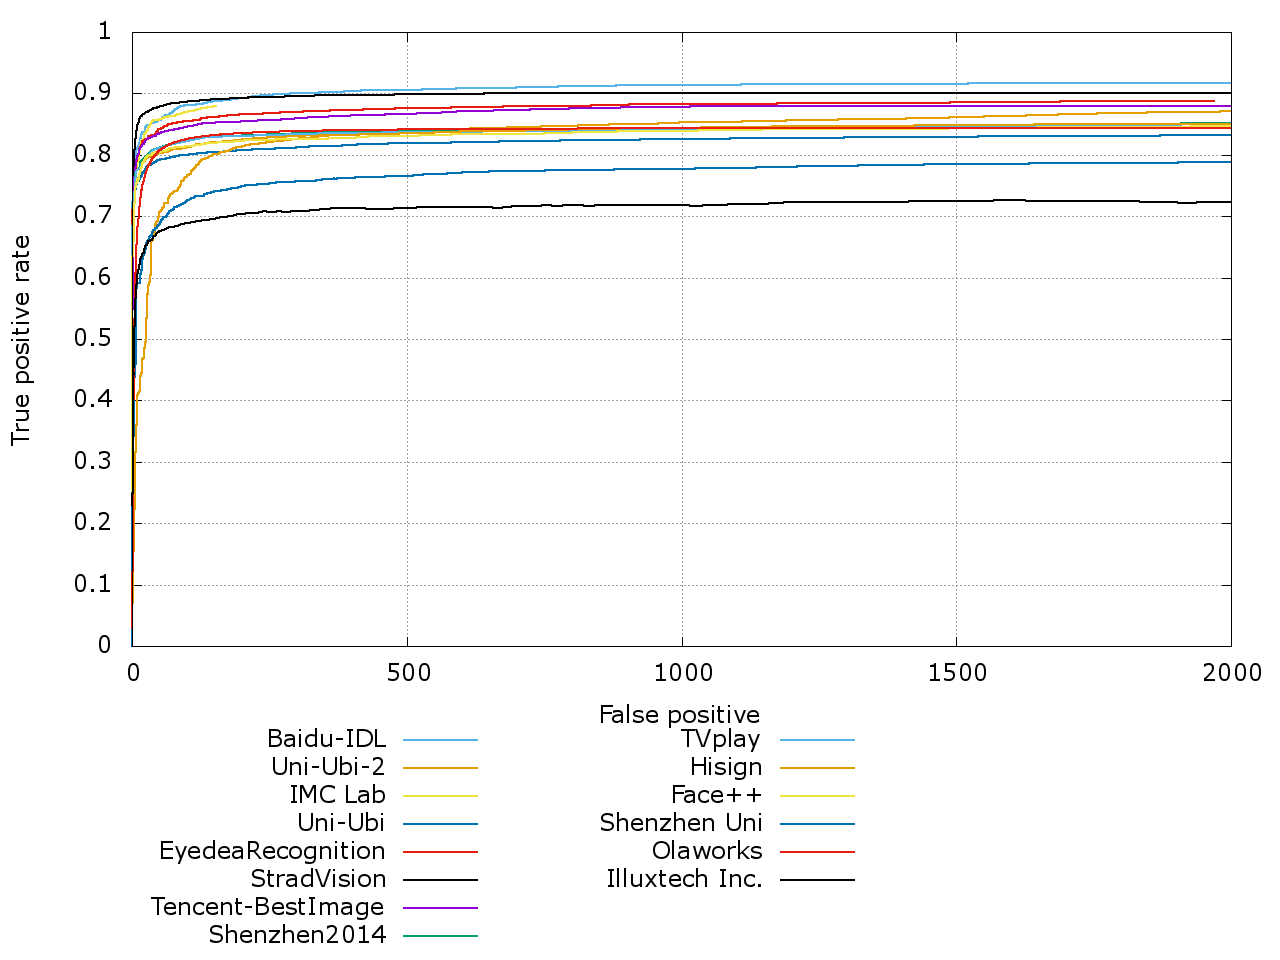 1
0.9
0.8
0.7
0.6
0.5
0.4
0.3
0.2
0.1
0
True positive rate
0 500 1000 1500 2000
False positive
Baidu-IDL TVplay
Uni-Ubi-2 Hisign
IMC Lab Face++
Uni-Ubi Shenzhen Uni
EyedeaRecognition Olaworks
StradVision Illuxtech Inc.
Tencent-BestImage
Shenzhen2014